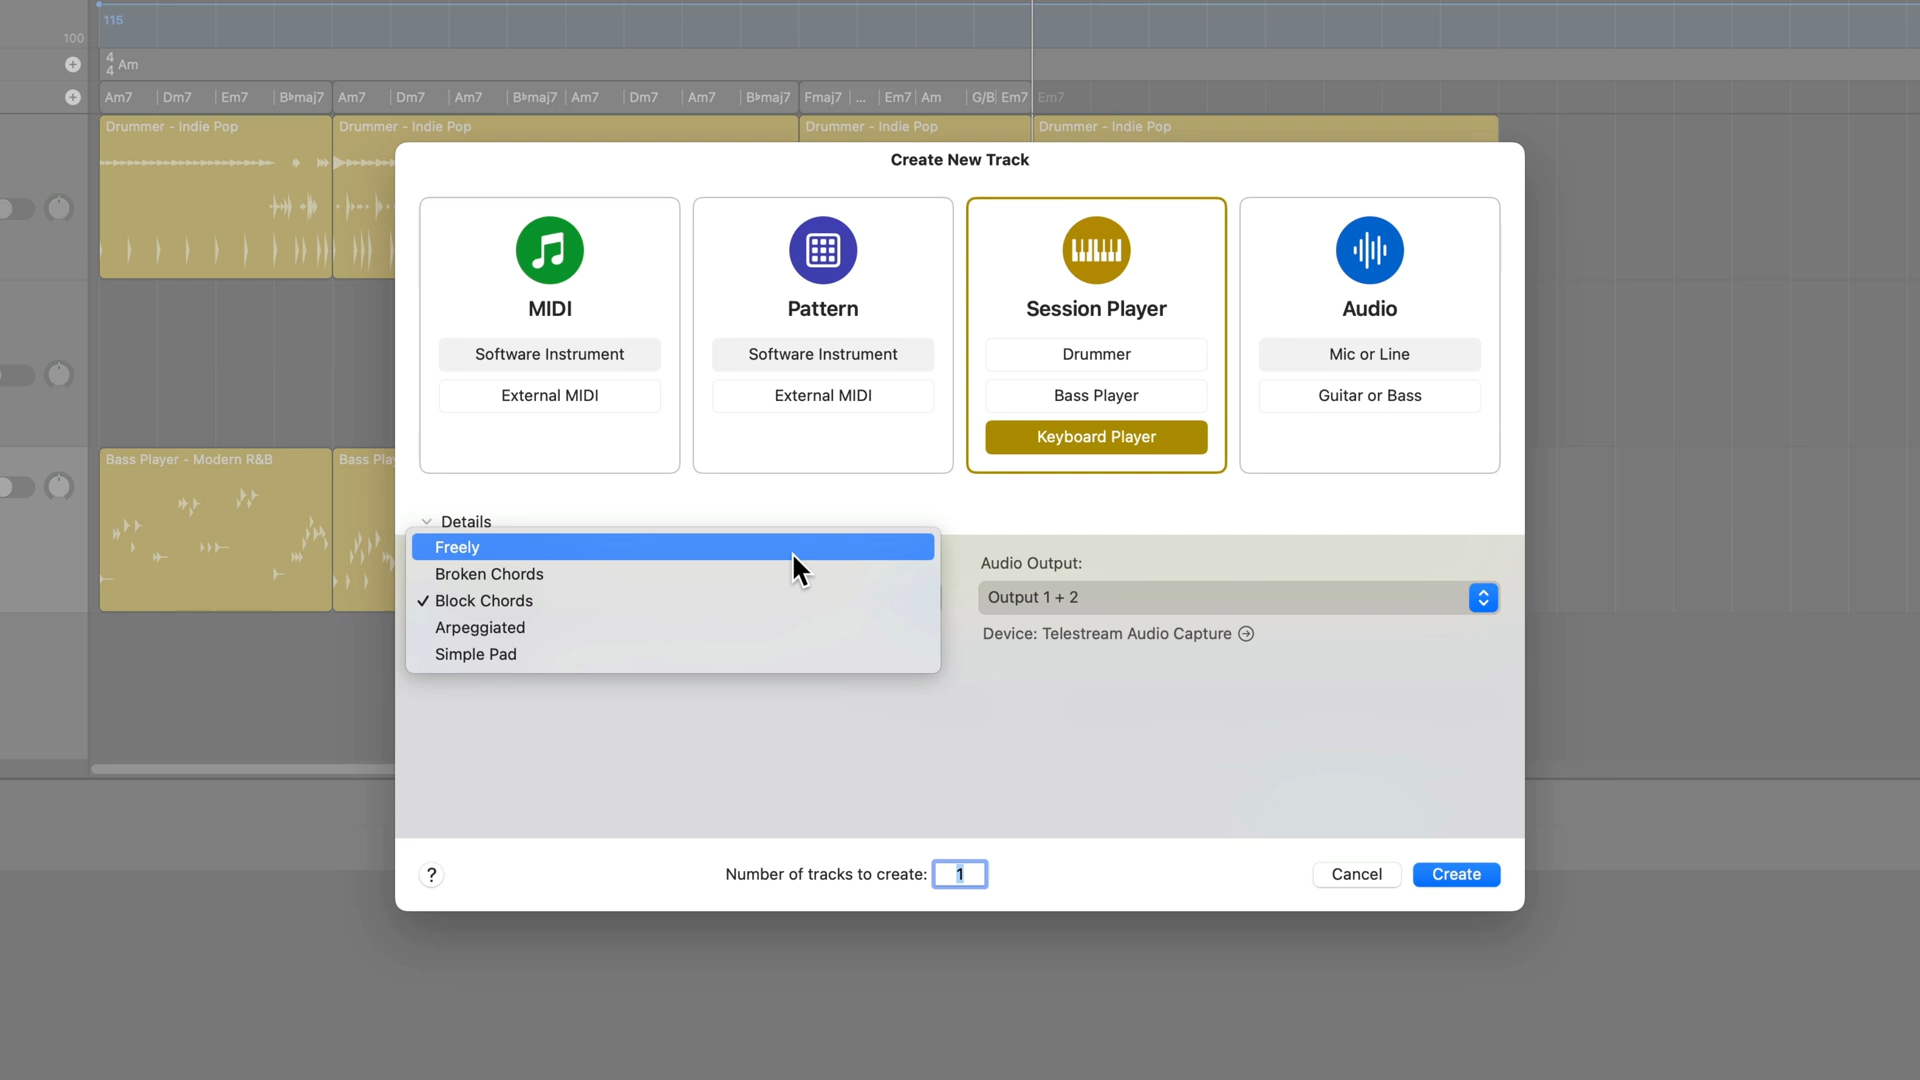 115
100
4
4 Am
Am7 Dm7 Em7 B♭maj7 Am7 Dm7 Am7 B♭maj7 Am7 Dm7 Am7 B♭maj7 Fmaj7 ... Em7 Am G/B Em7 Em7
Drummer - Indie Pop Drummer - Indie Pop Drummer - Indie Pop Drummer - Indie Pop
Create New Track
MIDI
Software Instrument
External MIDI
Pattern
Software Instrument
External MIDI
Session Player
Drummer
Bass Player
Keyboard Player
Audio
Mic or Line
Guitar or Bass
Bass Player - Modern R&B
Bass Pla
Details
Freely
Broken Chords
✓ Block Chords
Arpeggiated
Simple Pad
Audio Output:
Output 1 + 2
Device: Telestream Audio Capture
?
Number of tracks to create: 1
Cancel
Create